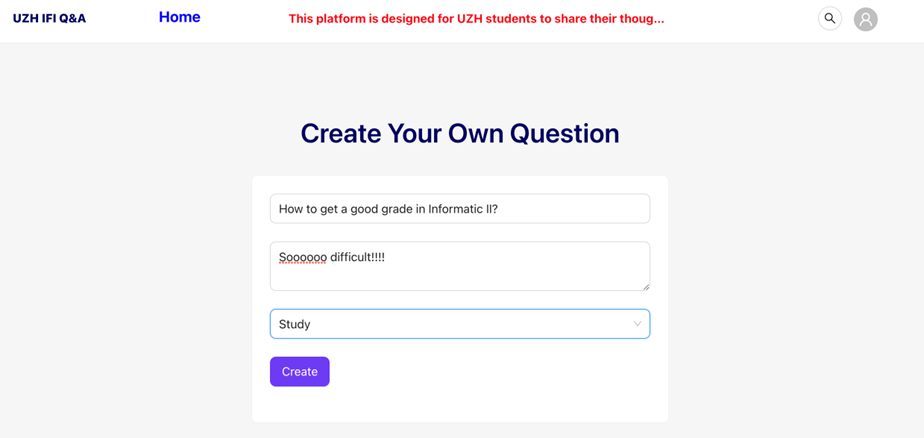 UZH IFI Q&A
Home
This platform is designed for UZH students to share their thoug...
Create Your Own Question
How to get a good grade in Informatic II?
Soooooo difficult!!!!
Study
Create